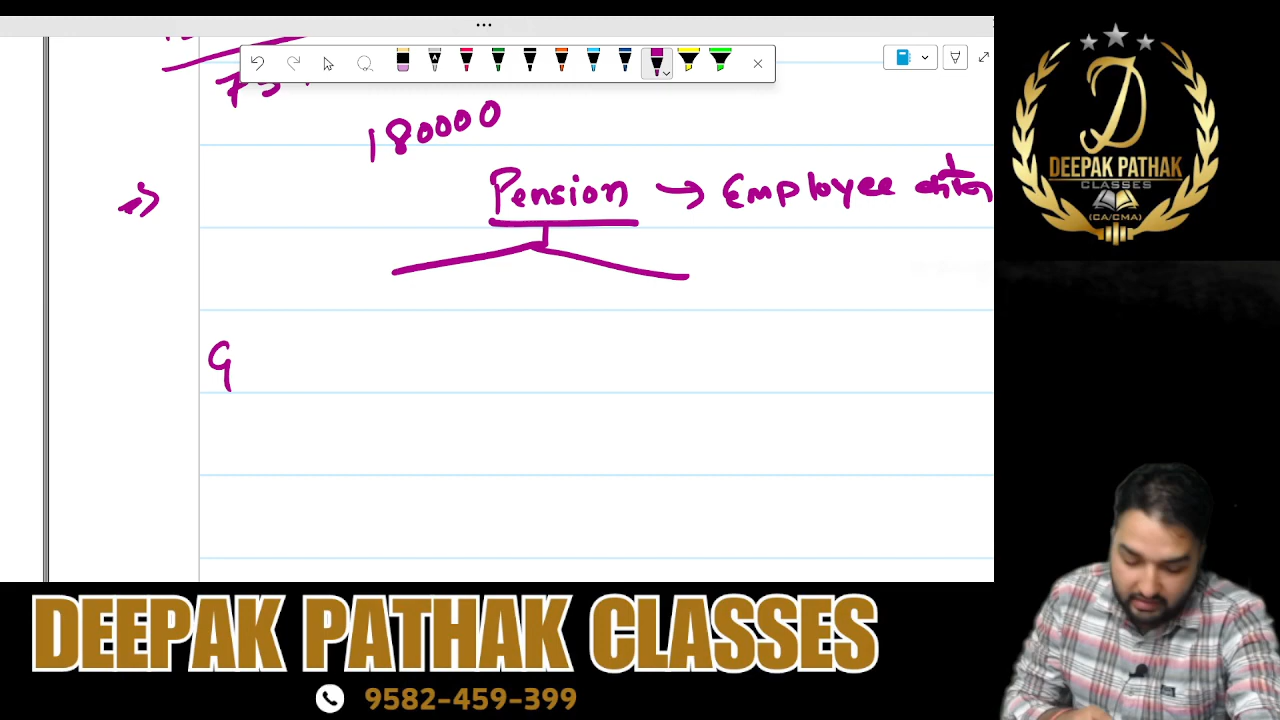 180000
Pension → Employee
G
D
DEEPAK PATHAK
CLASSES
(CA/CMA)
DEEPAK PATHAK CLASSES
9582-459-399